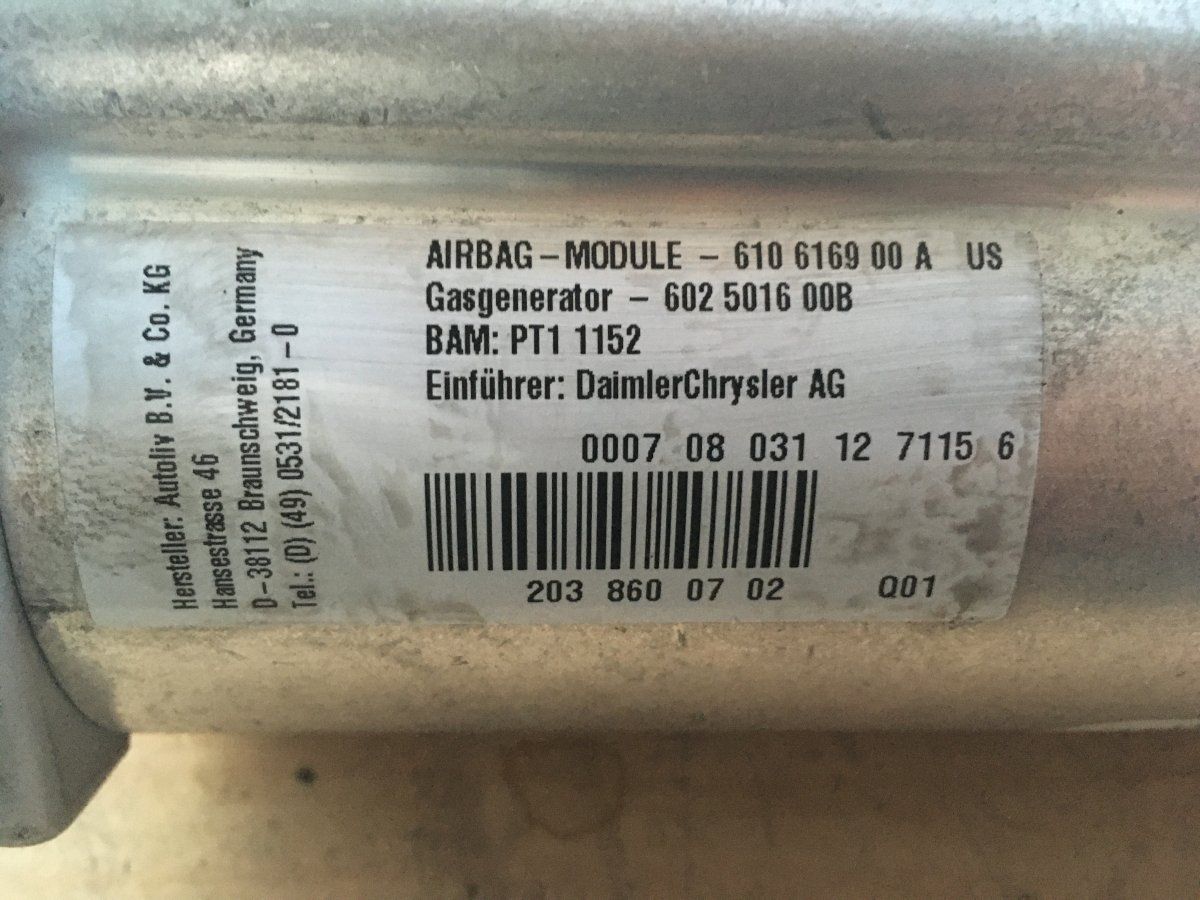 Hersteller: Autoliv B.V. & Co. KG
Hansestrasse 46
D-38112 Braunschweig, Germany
Tel.: (D) (49) 0531/2181-0
AIRBAG-MODULE - 610 6169 00 A US
Gasgenerator - 602 5016 00B
BAM: PT1 1152
Einführer: DaimlerChrysler AG
0007 08 031 12 7115 6
203 860 07 02 Q01